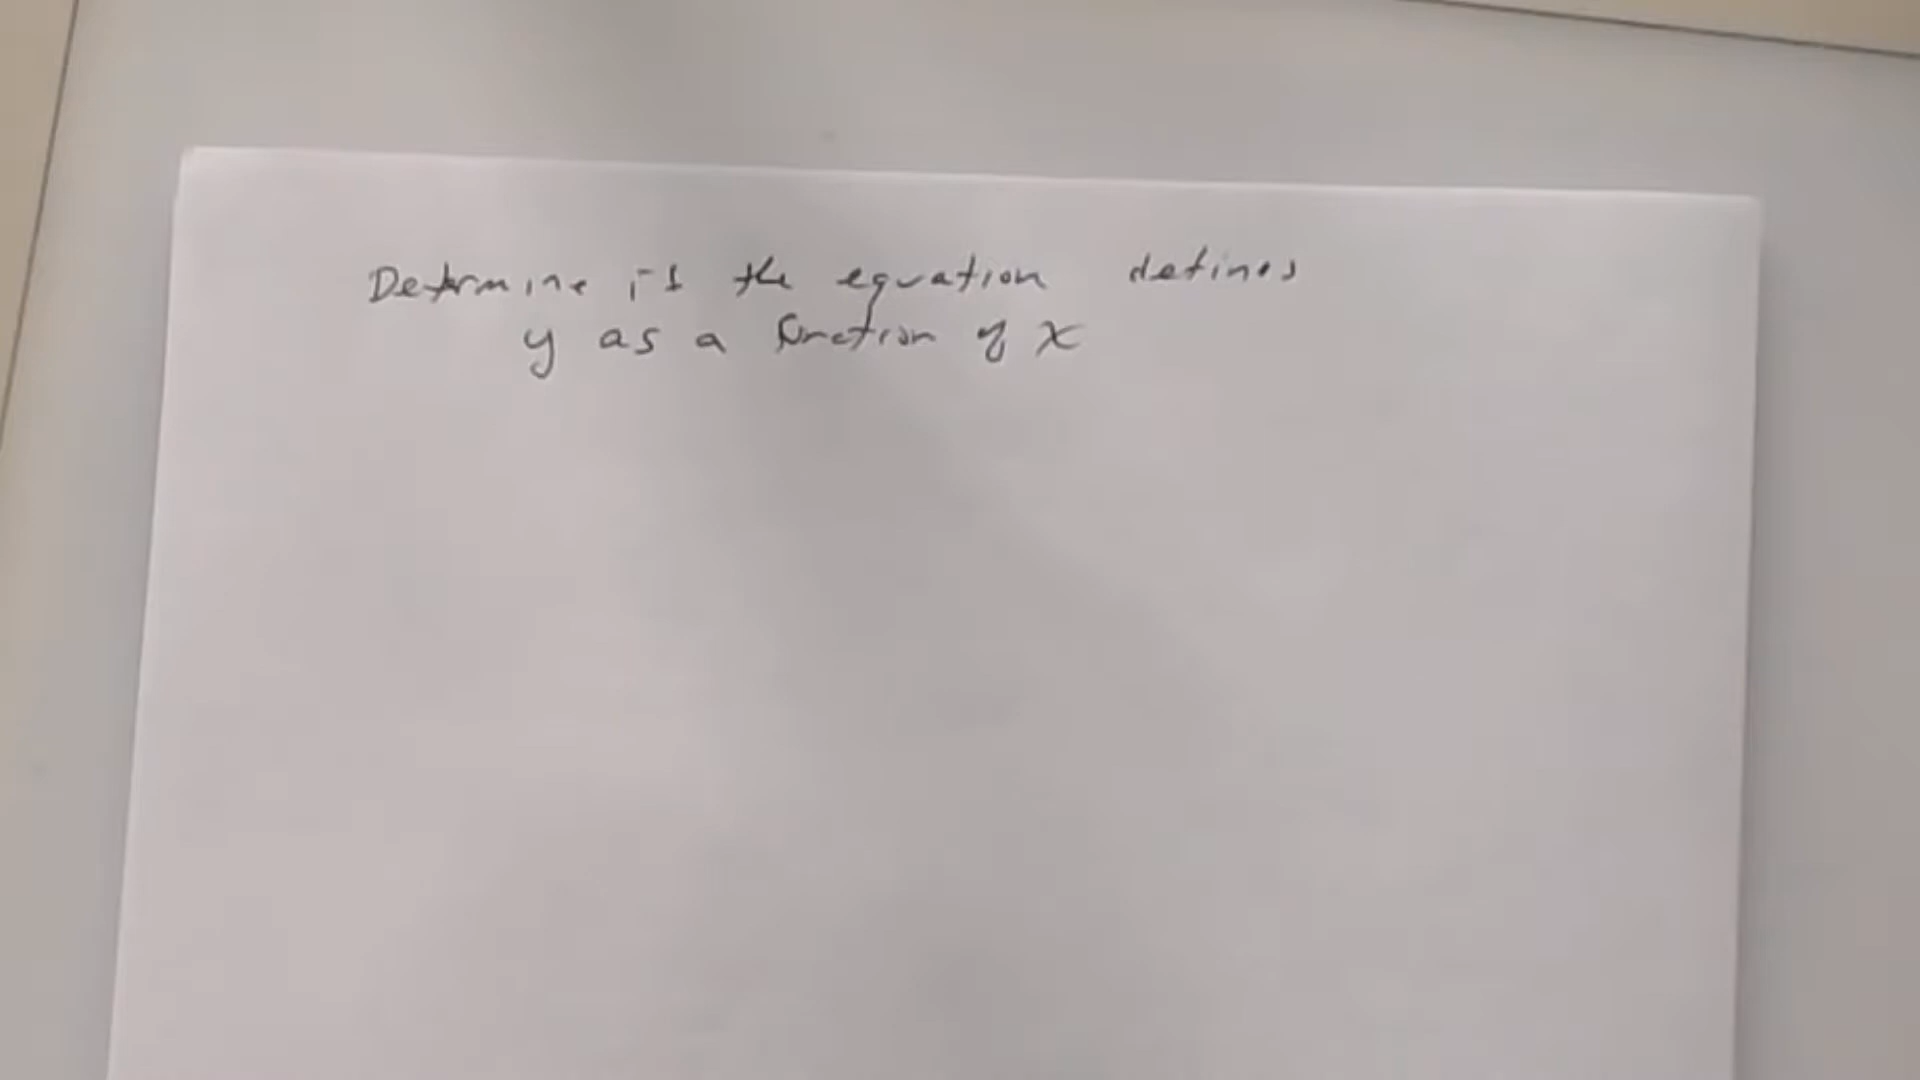 Determine if the equation defines
y as a function of x